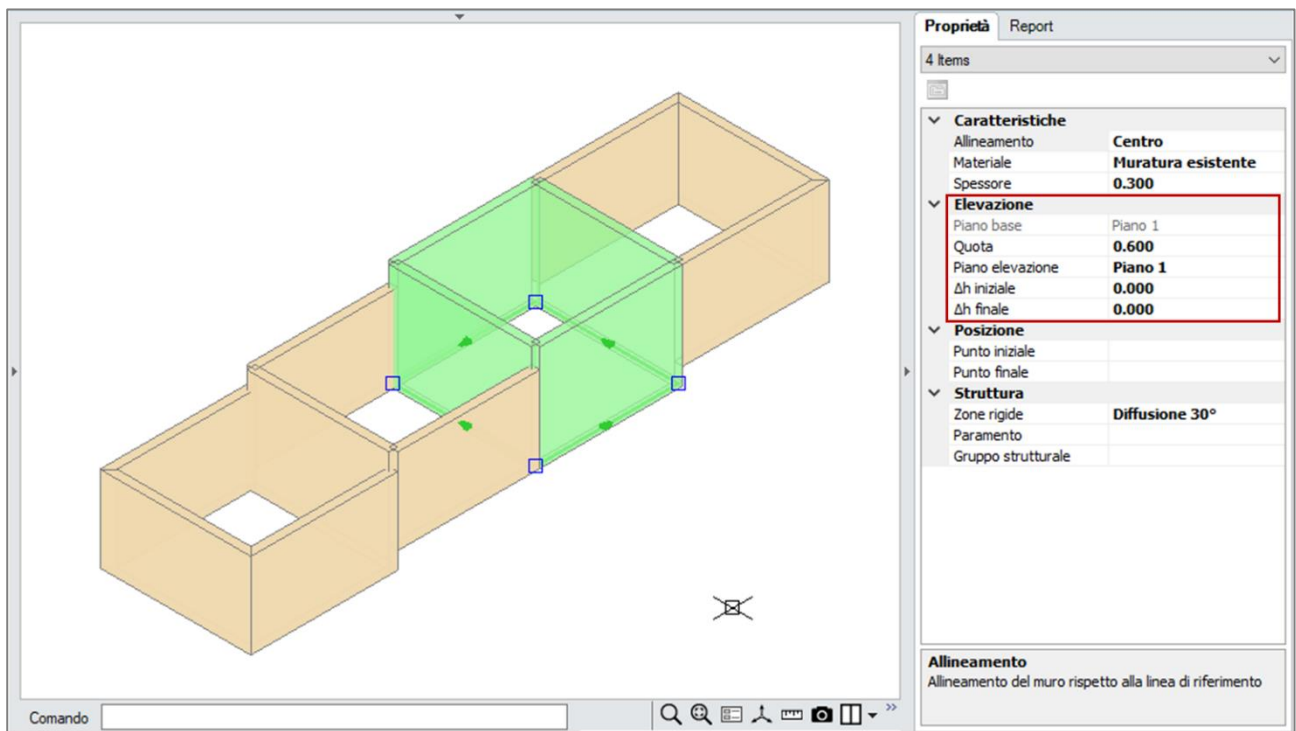 Proprietà Report
4 Items
Caratteristiche
Allineamento Centro
Materiale Muratura esistente
Spessore 0.300
Elevazione
Piano base Piano 1
Quota 0.600
Piano elevazione Piano 1
Δh iniziale 0.000
Δh finale 0.000
Posizione
Punto iniziale
Punto finale
Struttura
Zone rigide Diffusione 30°
Paramento
Gruppo strutturale
Allineamento
Allineamento del muro rispetto alla linea di riferimento
Comando